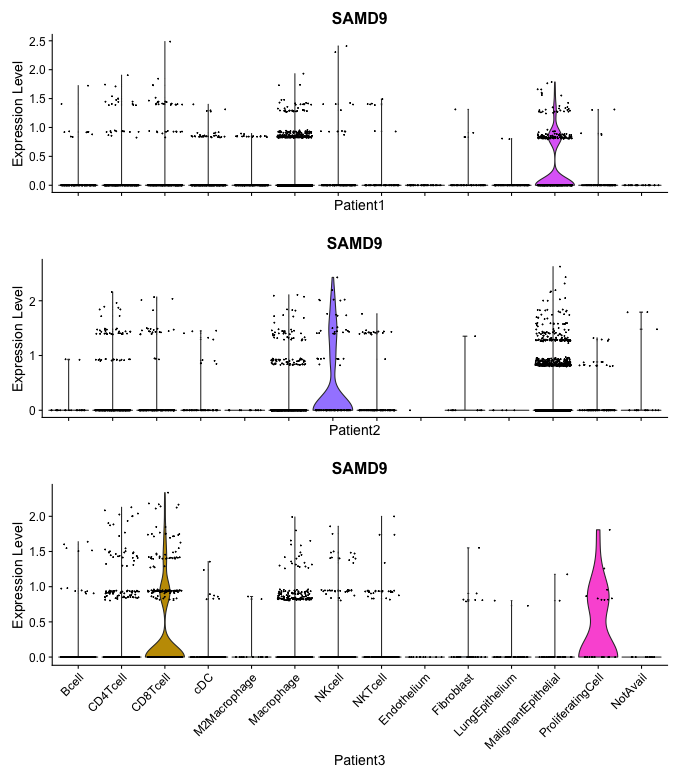 SAMD9
Expression Level
2.5
2.0
1.5
1.0
0.5
0.0
Patient1
SAMD9
Expression Level
2
1
0
Patient2
SAMD9
Expression Level
2.0
1.5
1.0
0.5
0.0
Bcell
CD4Tcell
CD8Tcell
cDC
M2Macrophage
Macrophage
NKcell
NKTcell
Endothelium
Fibroblast
LungEpithelium
MalignantEpithelial
ProliferatingCell
NotAvail
Patient3